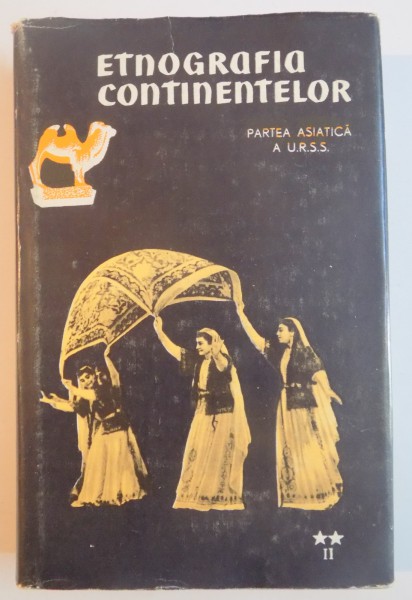 ETNOGRAFIA
CONTINENTELOR
PARTEA ASIATICĂ
A U.R.S.S.
★★
II